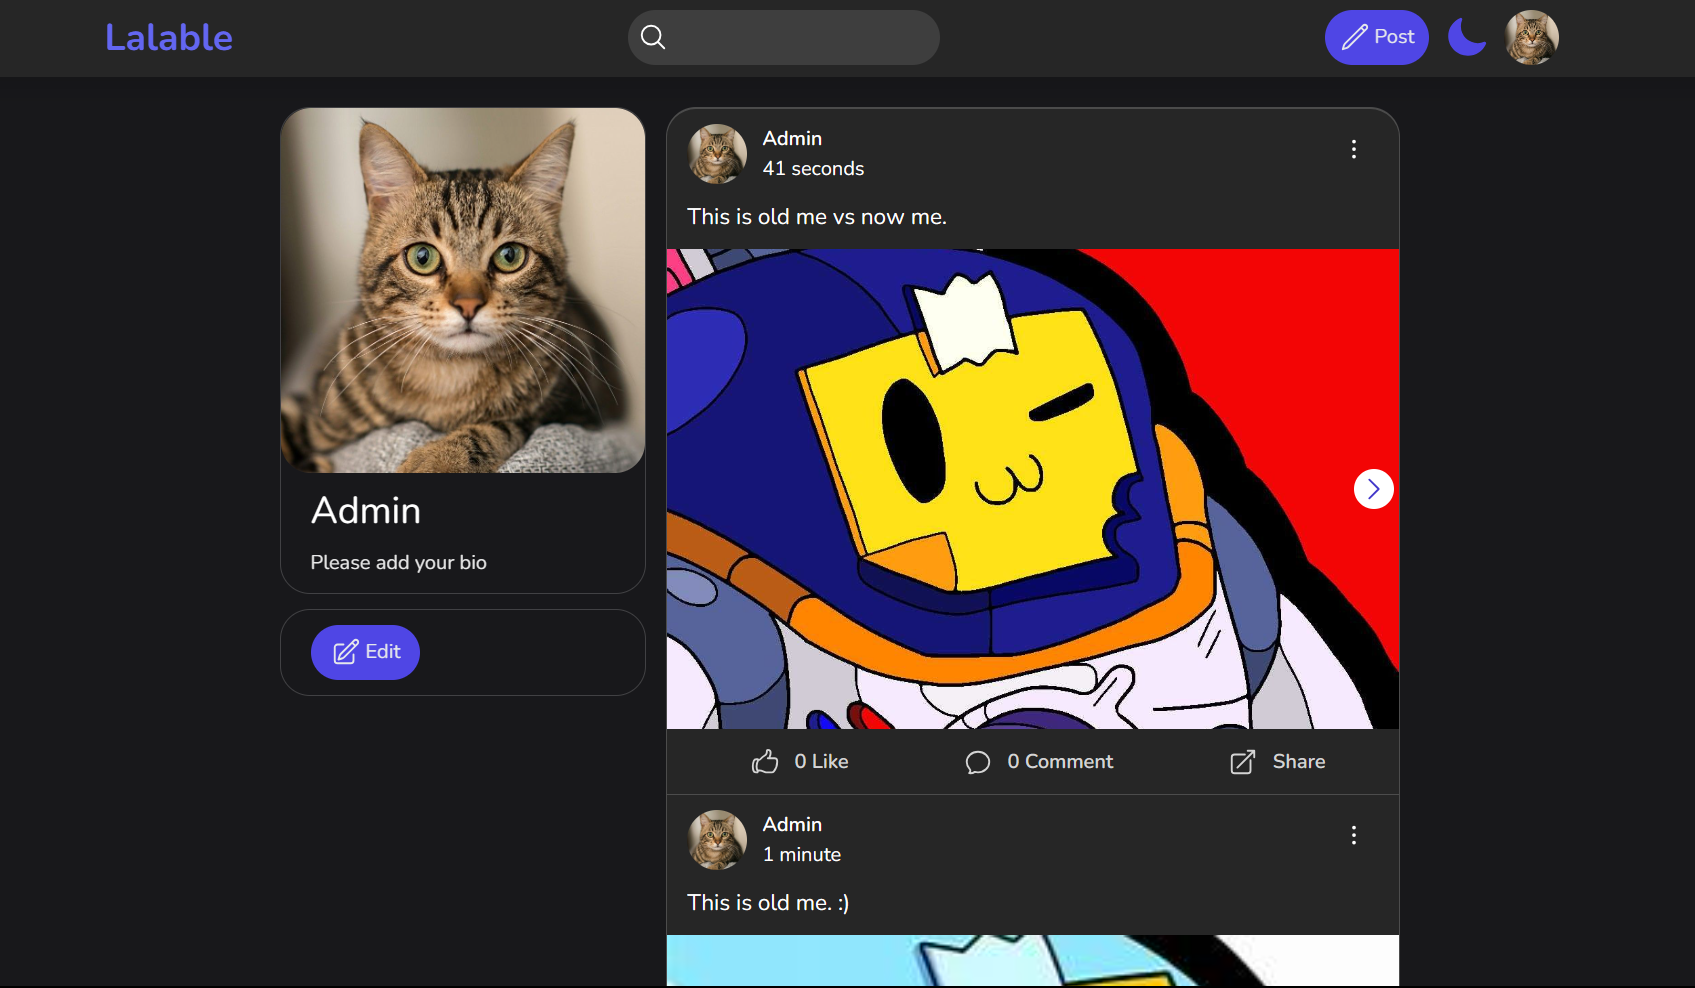 Lalable
Post
Admin
Please add your bio
Edit
Admin
41 seconds
This is old me vs now me.
0 Like
0 Comment
Share
Admin
1 minute
This is old me. :)